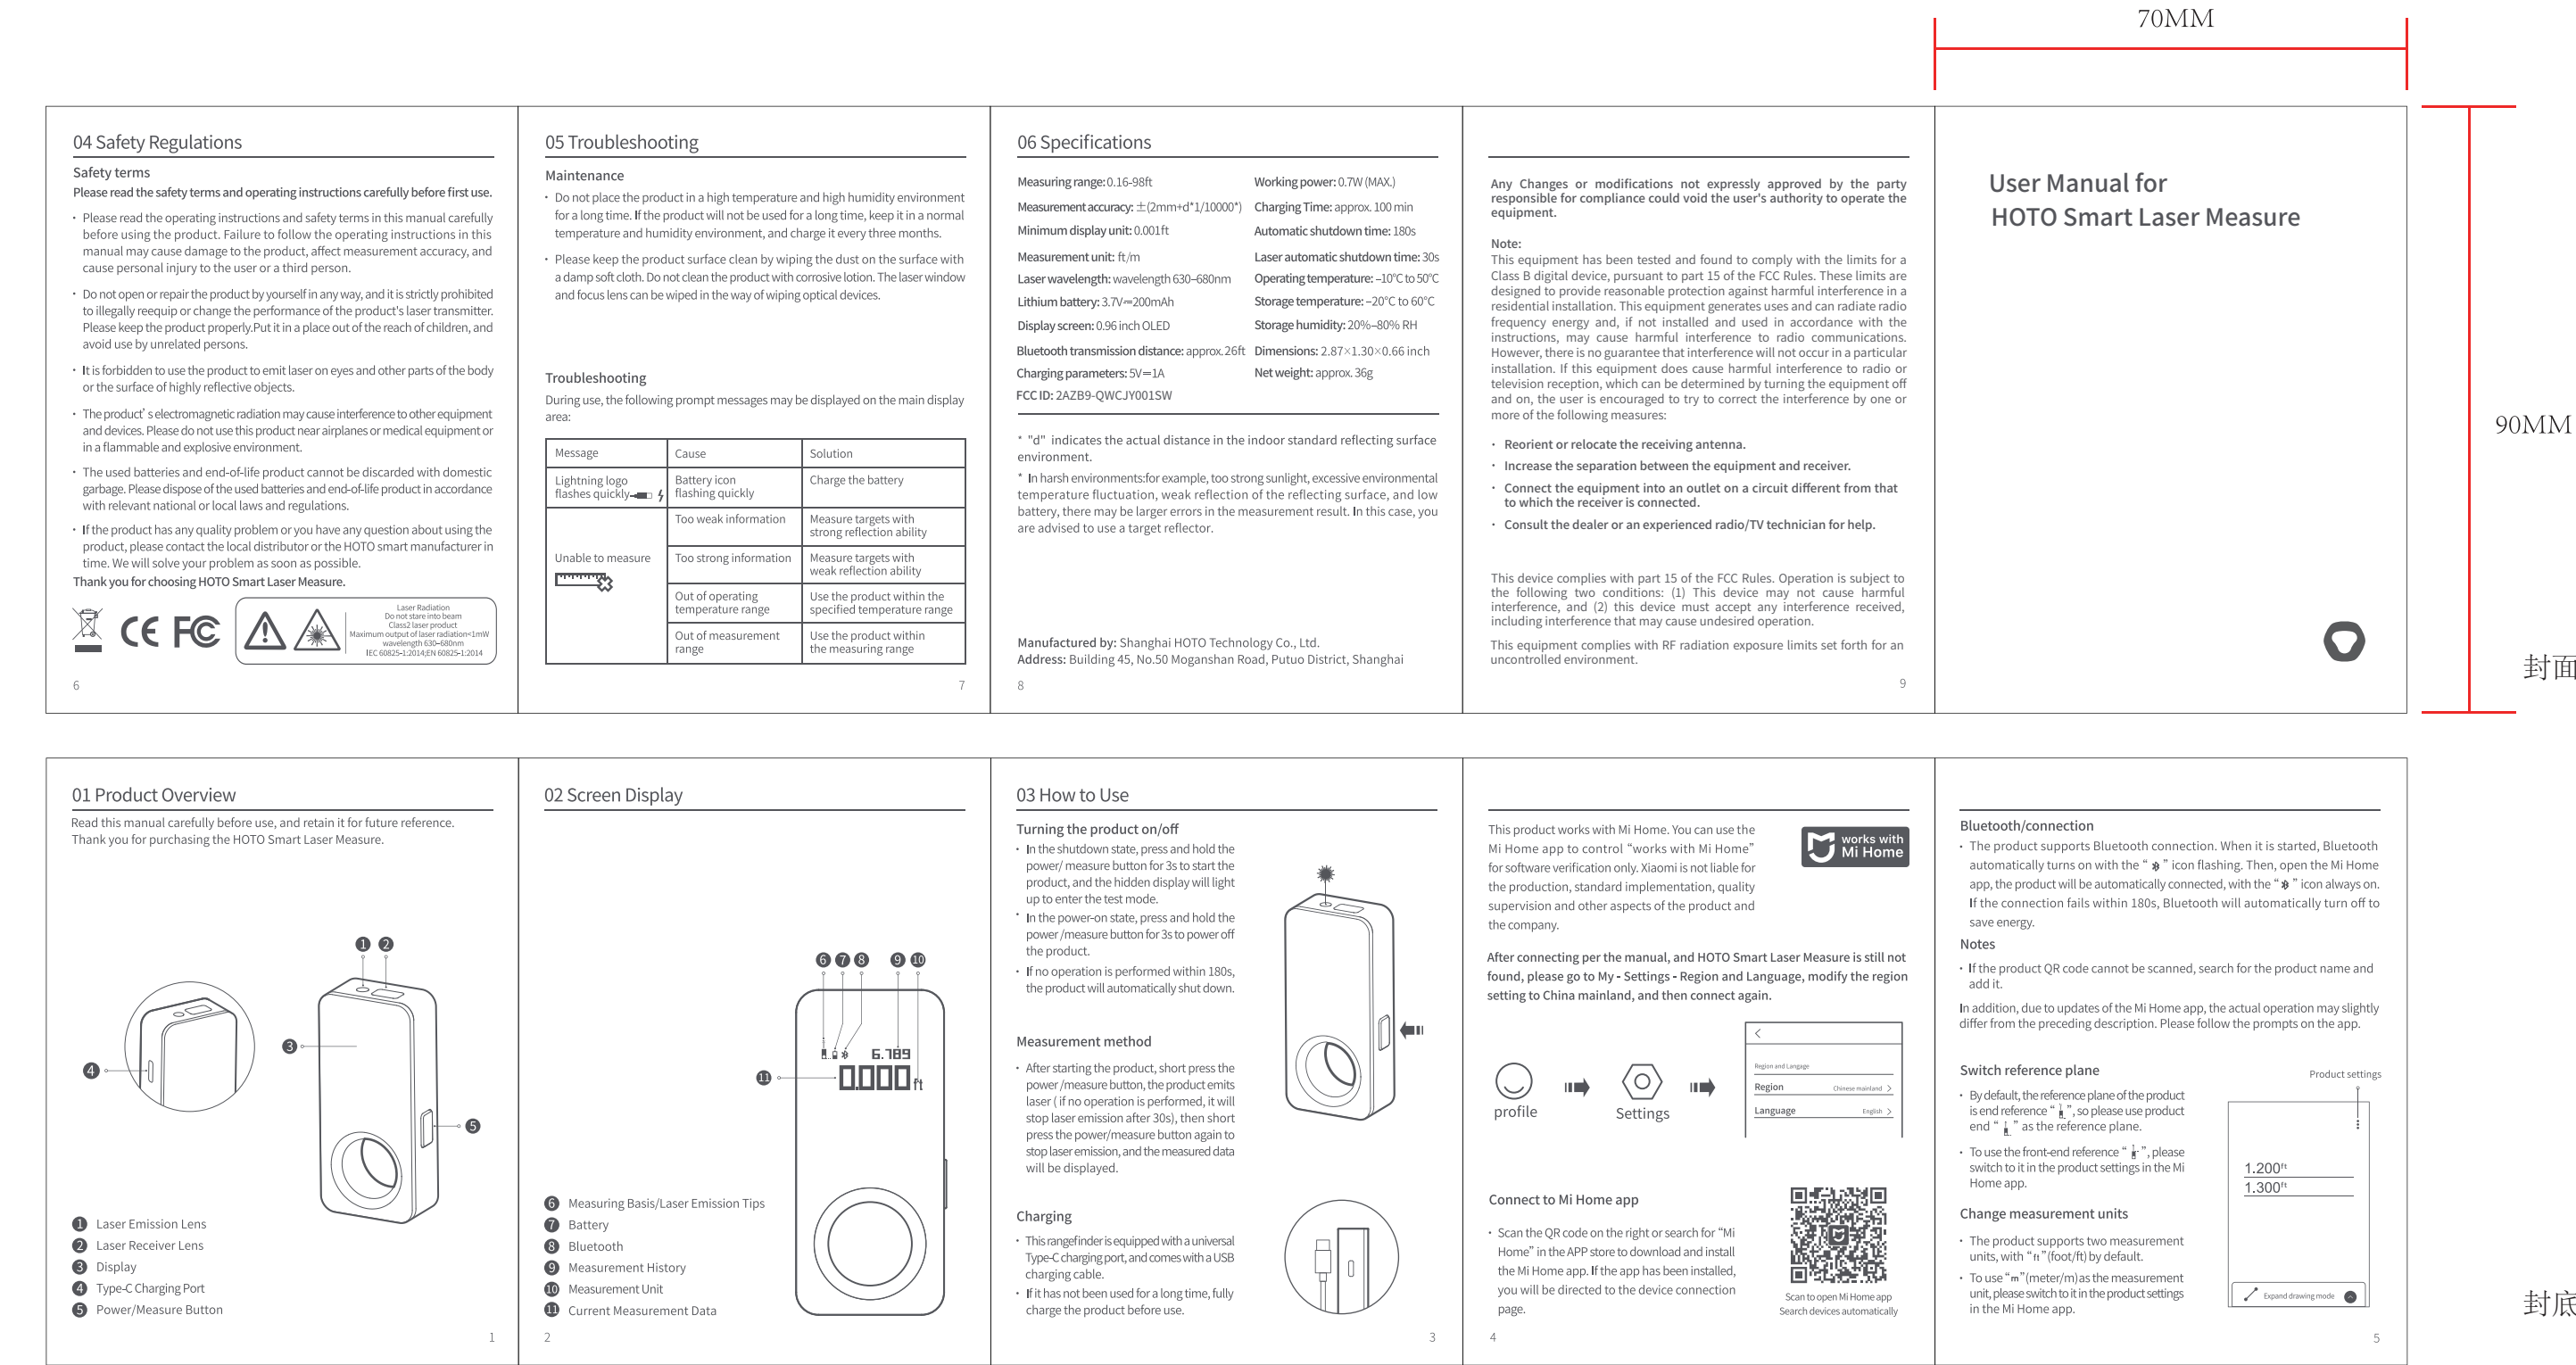 70MM
04 Safety Regulations
Safety terms
Please read the safety terms and operating instructions carefully before first use.
· Please read the operating instructions and safety terms in this manual carefully
before using the product. Failure to follow the operating instructions in this
manual may cause damage to the product, affect measurement accuracy, and
cause personal injury to the user or a third person.
· Do not open or repair the product by yourself in any way, and it is strictly prohibited
to illegally reequip or change the performance of the product's laser transmitter.
Please keep the product properly.Put it in a place out of the reach of children, and
avoid use by unrelated persons.
· It is forbidden to use the product to emit laser on eyes and other parts of the body
or the surface of highly reflective objects.
· The product’ s electromagnetic radiation may cause interference to other equipment
and devices. Please do not use this product near airplanes or medical equipment or
in a flammable and explosive environment.
· The used batteries and end-of-life product cannot be discarded with domestic
garbage. Please dispose of the used batteries and end-of-life product in accordance
with relevant national or local laws and regulations.
· If the product has any quality problem or you have any question about using the
product, please contact the local distributor or the HOTO smart manufacturer in
time. We will solve your problem as soon as possible.
Thank you for choosing HOTO Smart Laser Measure.
CE FC
Laser Radiation
Do not stare into beam
Class2 laser product
Maximum output of laser radiation<1mW
wavelength 630–680nm
IEC 60825-1:2014;EN 60825-1:2014
6
05 Troubleshooting
Maintenance
· Do not place the product in a high temperature and high humidity environment
for a long time. If the product will not be used for a long time, keep it in a normal
temperature and humidity environment, and charge it every three months.
· Please keep the product surface clean by wiping the dust on the surface with
a damp soft cloth. Do not clean the product with corrosive lotion. The laser window
and focus lens can be wiped in the way of wiping optical devices.
Troubleshooting
During use, the following prompt messages may be displayed on the main display
area:
Message Cause Solution
Lightning logo
flashes quickly
Battery icon
flashing quickly
Charge the battery
Unable to measure
Too weak information
Measure targets with
strong reflection ability
Too strong information
Measure targets with
weak reflection ability
Out of operating
temperature range
Use the product within the
specified temperature range
Out of measurement
range
Use the product within
the measuring range
7
06 Specifications
Measuring range: 0.16-98ft
Measurement accuracy: ±(2mm+d*1/10000*)
Minimum display unit: 0.001ft
Measurement unit: ft/m
Laser wavelength: wavelength 630–680nm
Lithium battery: 3.7V⎓200mAh
Display screen: 0.96 inch OLED
Bluetooth transmission distance: approx.26ft
Charging parameters: 5V⎓1A
FCC ID: 2AZB9-QWCJY001SW
Working power: 0.7W (MAX.)
Charging Time: approx. 100 min
Automatic shutdown time: 180s
Laser automatic shutdown time: 30s
Operating temperature: –10°C to 50°C
Storage temperature: –20°C to 60°C
Storage humidity: 20%–80% RH
Dimensions: 2.87×1.30×0.66 inch
Net weight: approx. 36g
* "d" indicates the actual distance in the indoor standard reflecting surface
environment.
* In harsh environments:for example, too strong sunlight, excessive environmental
temperature fluctuation, weak reflection of the reflecting surface, and low
battery, there may be larger errors in the measurement result. In this case, you
are advised to use a target reflector.
Manufactured by: Shanghai HOTO Technology Co., Ltd.
Address: Building 45, No.50 Moganshan Road, Putuo District, Shanghai
8
Any Changes or modifications not expressly approved by the party
responsible for compliance could void the user's authority to operate the
equipment.
Note:
This equipment has been tested and found to comply with the limits for a
Class B digital device, pursuant to part 15 of the FCC Rules. These limits are
designed to provide reasonable protection against harmful interference in a
residential installation. This equipment generates uses and can radiate radio
frequency energy and, if not installed and used in accordance with the
instructions, may cause harmful interference to radio communications.
However, there is no guarantee that interference will not occur in a particular
installation. If this equipment does cause harmful interference to radio or
television reception, which can be determined by turning the equipment off
and on, the user is encouraged to try to correct the interference by one or
more of the following measures:
· Reorient or relocate the receiving antenna.
· Increase the separation between the equipment and receiver.
· Connect the equipment into an outlet on a circuit different from that
to which the receiver is connected.
· Consult the dealer or an experienced radio/TV technician for help.
This device complies with part 15 of the FCC Rules. Operation is subject to
the following two conditions: (1) This device may not cause harmful
interference, and (2) this device must accept any interference received,
including interference that may cause undesired operation.
This equipment complies with RF radiation exposure limits set forth for an
uncontrolled environment.
9
User Manual for
HOTO Smart Laser Measure
90MM
封面
01 Product Overview
Read this manual carefully before use, and retain it for future reference.
Thank you for purchasing the HOTO Smart Laser Measure.
1 2
3
4
5
1 Laser Emission Lens
2 Laser Receiver Lens
3 Display
4 Type-C Charging Port
5 Power/Measure Button
1
02 Screen Display
6 7 8 9 10
6.789
11
0.000 ft
6 Measuring Basis/Laser Emission Tips
7 Battery
8 Bluetooth
9 Measurement History
10 Measurement Unit
11 Current Measurement Data
2
03 How to Use
Turning the product on/off
· In the shutdown state, press and hold the
power/ measure button for 3s to start the
product, and the hidden display will light
up to enter the test mode.
· In the power-on state, press and hold the
power /measure button for 3s to power off
the product.
· If no operation is performed within 180s,
the product will automatically shut down.
Measurement method
· After starting the product, short press the
power /measure button, the product emits
laser ( if no operation is performed, it will
stop laser emission after 30s), then short
press the power/measure button again to
stop laser emission, and the measured data
will be displayed.
Charging
· This rangefinder is equipped with a universal
Type-C charging port, and comes with a USB
charging cable.
· If it has not been used for a long time, fully
charge the product before use.
3
This product works with Mi Home. You can use the
Mi Home app to control “works with Mi Home”
for software verification only. Xiaomi is not liable for
the production, standard implementation, quality
supervision and other aspects of the product and
the company.
works with
Mi Home
After connecting per the manual, and HOTO Smart Laser Measure is still not
found, please go to My - Settings - Region and Language, modify the region
setting to China mainland, and then connect again.
profile
Settings
Region and Langage
Region Chinese mainland >
Language English >
Connect to Mi Home app
· Scan the QR code on the right or search for “Mi
Home” in the APP store to download and install
the Mi Home app. If the app has been installed,
you will be directed to the device connection
page.
Scan to open Mi Home app
Search devices automatically
4
Bluetooth/connection
· The product supports Bluetooth connection. When it is started, Bluetooth
automatically turns on with the “ ” icon flashing. Then, open the Mi Home
app, the product will be automatically connected, with the “ ” icon always on.
If the connection fails within 180s, Bluetooth will automatically turn off to
save energy.
Notes
· If the product QR code cannot be scanned, search for the product name and
add it.
In addition, due to updates of the Mi Home app, the actual operation may slightly
differ from the preceding description. Please follow the prompts on the app.
Switch reference plane
· By default, the reference plane of the product
is end reference “ ”, so please use product
end “ ” as the reference plane.
· To use the front-end reference “ ”, please
switch to it in the product settings in the Mi
Home app.
Change measurement units
· The product supports two measurement
units, with “ft”(foot/ft) by default.
· To use “m”(meter/m) as the measurement
unit, please switch to it in the product settings
in the Mi Home app.
Product settings
1.200ft
1.300ft
Expand drawing mode
5
封底